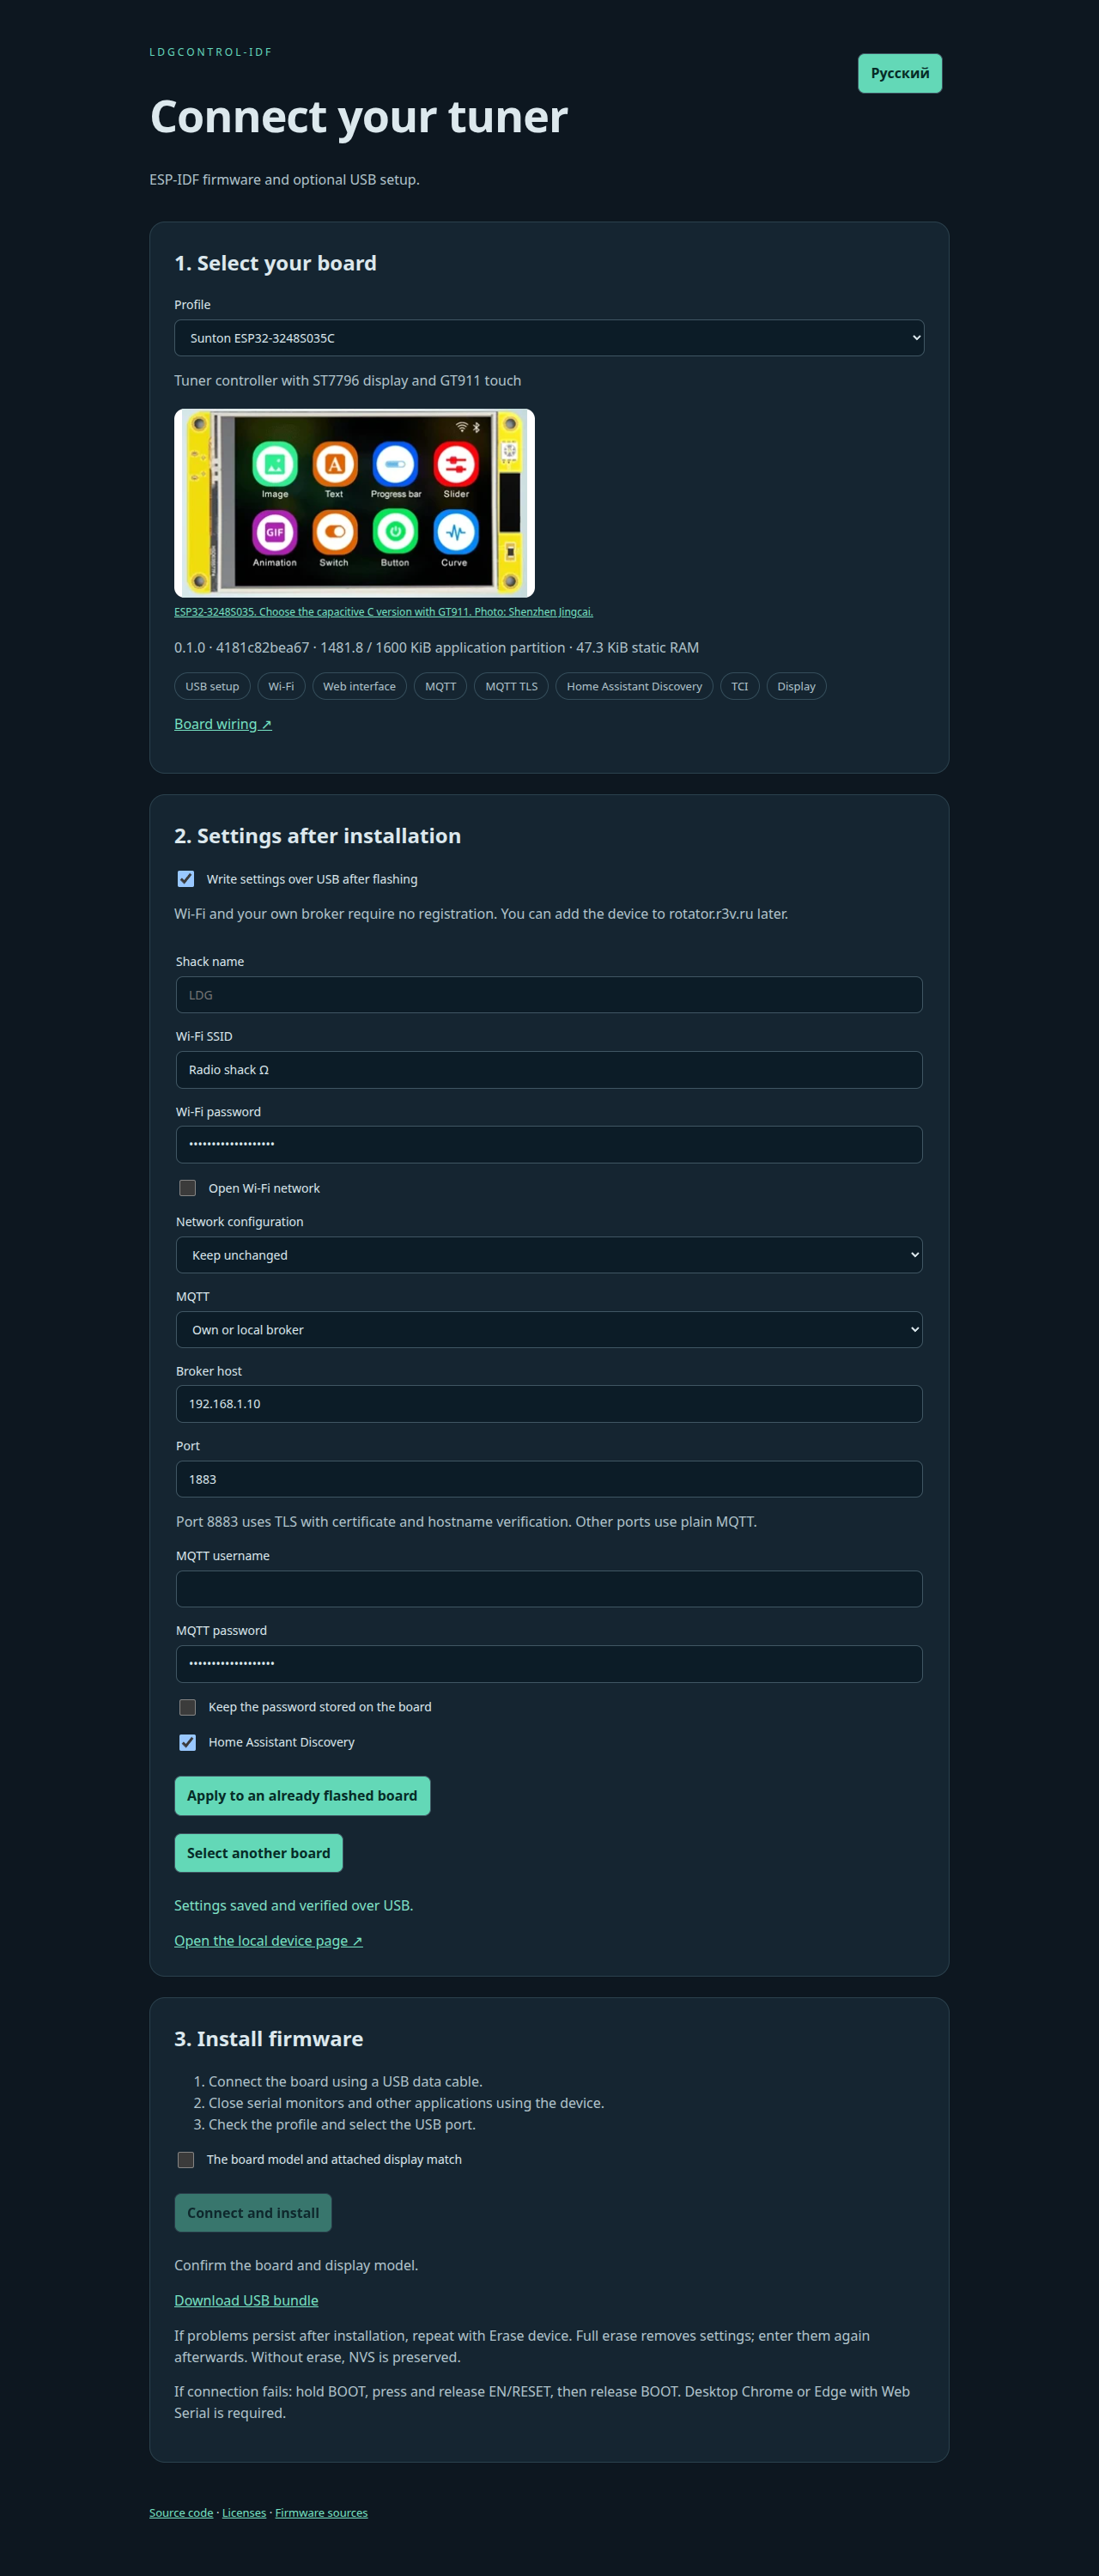 LDGCONTROL-IDF
Русский
Connect your tuner
ESP-IDF firmware and optional USB setup.
1. Select your board
Profile
Sunton ESP32-3248S035C
Tuner controller with ST7796 display and GT911 touch
Image
Text
Progress bar
Slider
GIF
Animation
Switch
Button
Curve
ESP32-3248S035. Choose the capacitive C version with GT911. Photo: Shenzhen Jingcai.
0.1.0 · 4181c82bea67 · 1481.8 / 1600 KiB application partition · 47.3 KiB static RAM
USB setup
Wi-Fi
Web interface
MQTT
MQTT TLS
Home Assistant Discovery
TCI
Display
Board wiring ↗
2. Settings after installation
Write settings over USB after flashing
Wi-Fi and your own broker require no registration. You can add the device to rotator.r3v.ru later.
Shack name
LDG
Wi-Fi SSID
Radio shack Ω
Wi-Fi password
••••••••••••••••••
Open Wi-Fi network
Network configuration
Keep unchanged
MQTT
Own or local broker
Broker host
192.168.1.10
Port
1883
Port 8883 uses TLS with certificate and hostname verification. Other ports use plain MQTT.
MQTT username
MQTT password
••••••••••••••••••
Keep the password stored on the board
Home Assistant Discovery
Apply to an already flashed board
Select another board
Settings saved and verified over USB.
Open the local device page ↗
3. Install firmware
1. Connect the board using a USB data cable.
2. Close serial monitors and other applications using the device.
3. Check the profile and select the USB port.
The board model and attached display match
Connect and install
Confirm the board and display model.
Download USB bundle
If problems persist after installation, repeat with Erase device. Full erase removes settings; enter them again
afterwards. Without erase, NVS is preserved.
If connection fails: hold BOOT, press and release EN/RESET, then release BOOT. Desktop Chrome or Edge with Web
Serial is required.
Source code · Licenses · Firmware sources